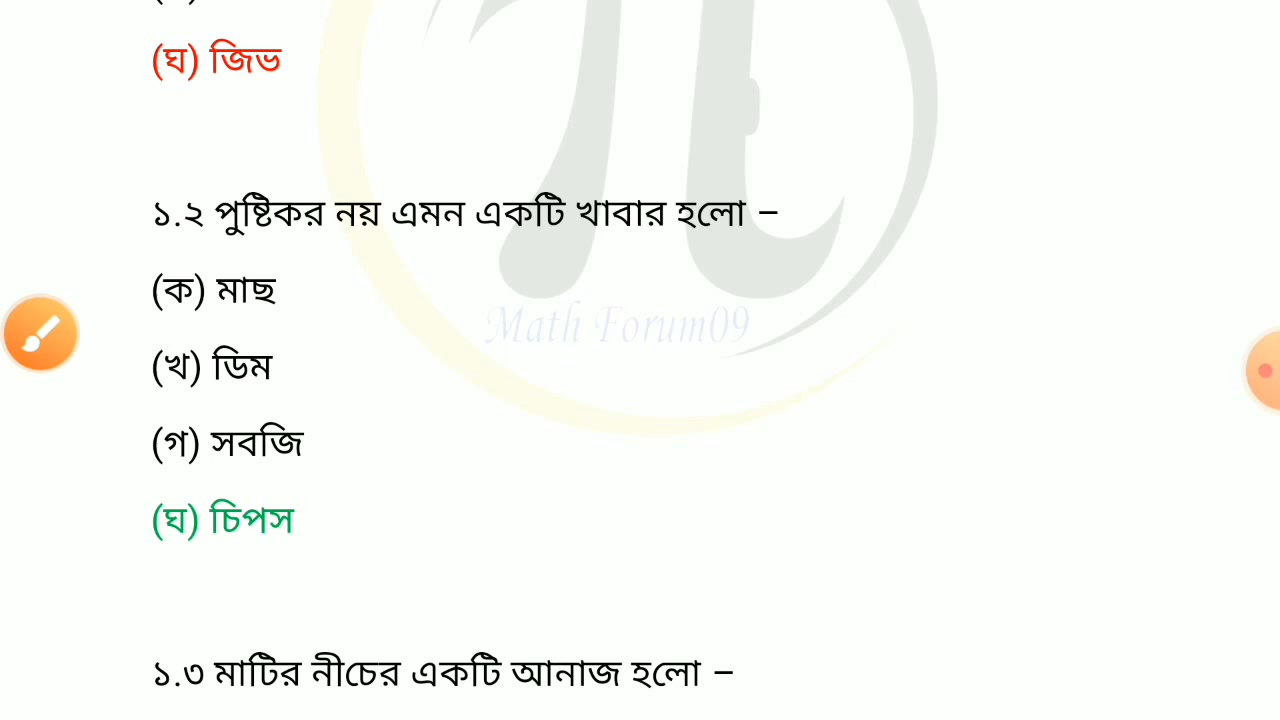 (ঘ) জিভ
১.২ পুষ্টিকর নয় এমন একটি খাবার হলো –
(ক) মাছ
Math Forum09
(খ) ডিম
(গ) সবজি
(ঘ) চিপস
১.৩ মাটির নীচের একটি আনাজ হলো –